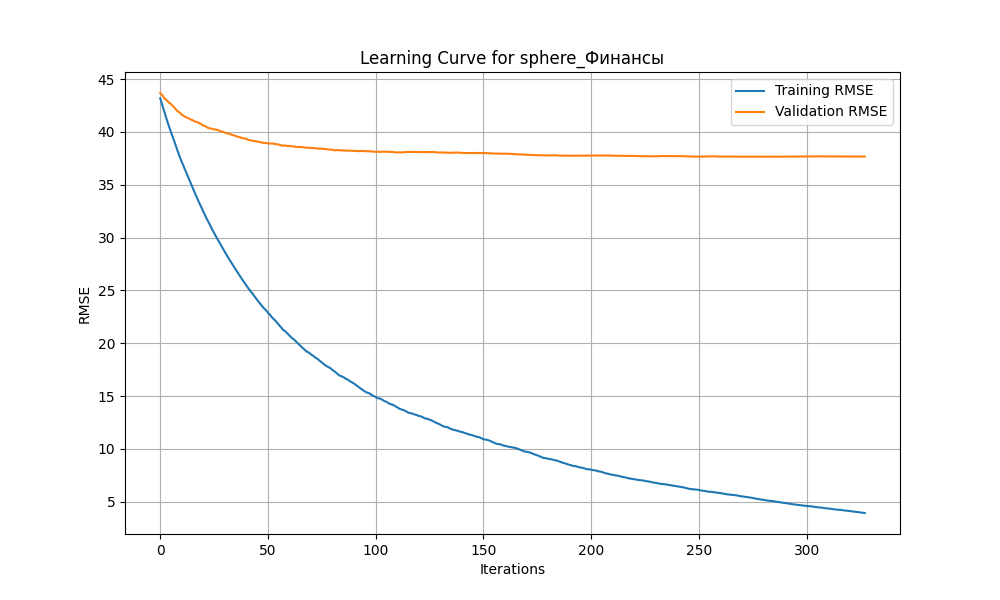 Learning Curve for sphere_Финансы
45
40
35
30
25
20
15
10
5
RMSE
Training RMSE
Validation RMSE
0 50 100 150 200 250 300
Iterations